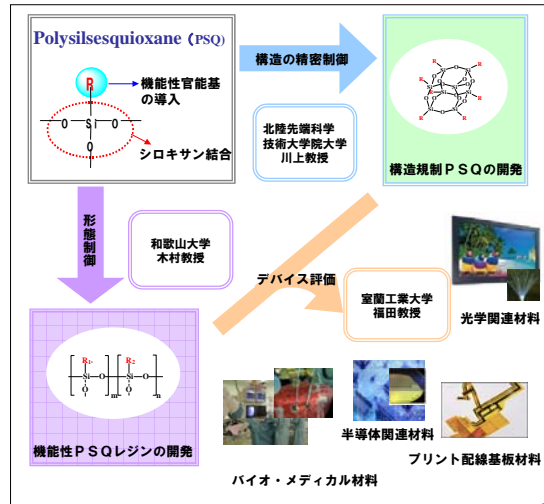 Polysilsesquioxane (PSQ)
R
機能性官能基
の導入
O Si O
O
シロキサン結合
構造の精密制御
北陸先端科学
技術大学院大学
川上教授
構造規制PSQの開発
形態制御
和歌山大学
木村教授
デバイス評価
室蘭工業大学
福田教授
光学関連材料
R₁ R₂
Si O Si O
O m O n
機能性PSQレジンの開発
半導体関連材料
プリント配線基板材料
バイオ・メディカル材料